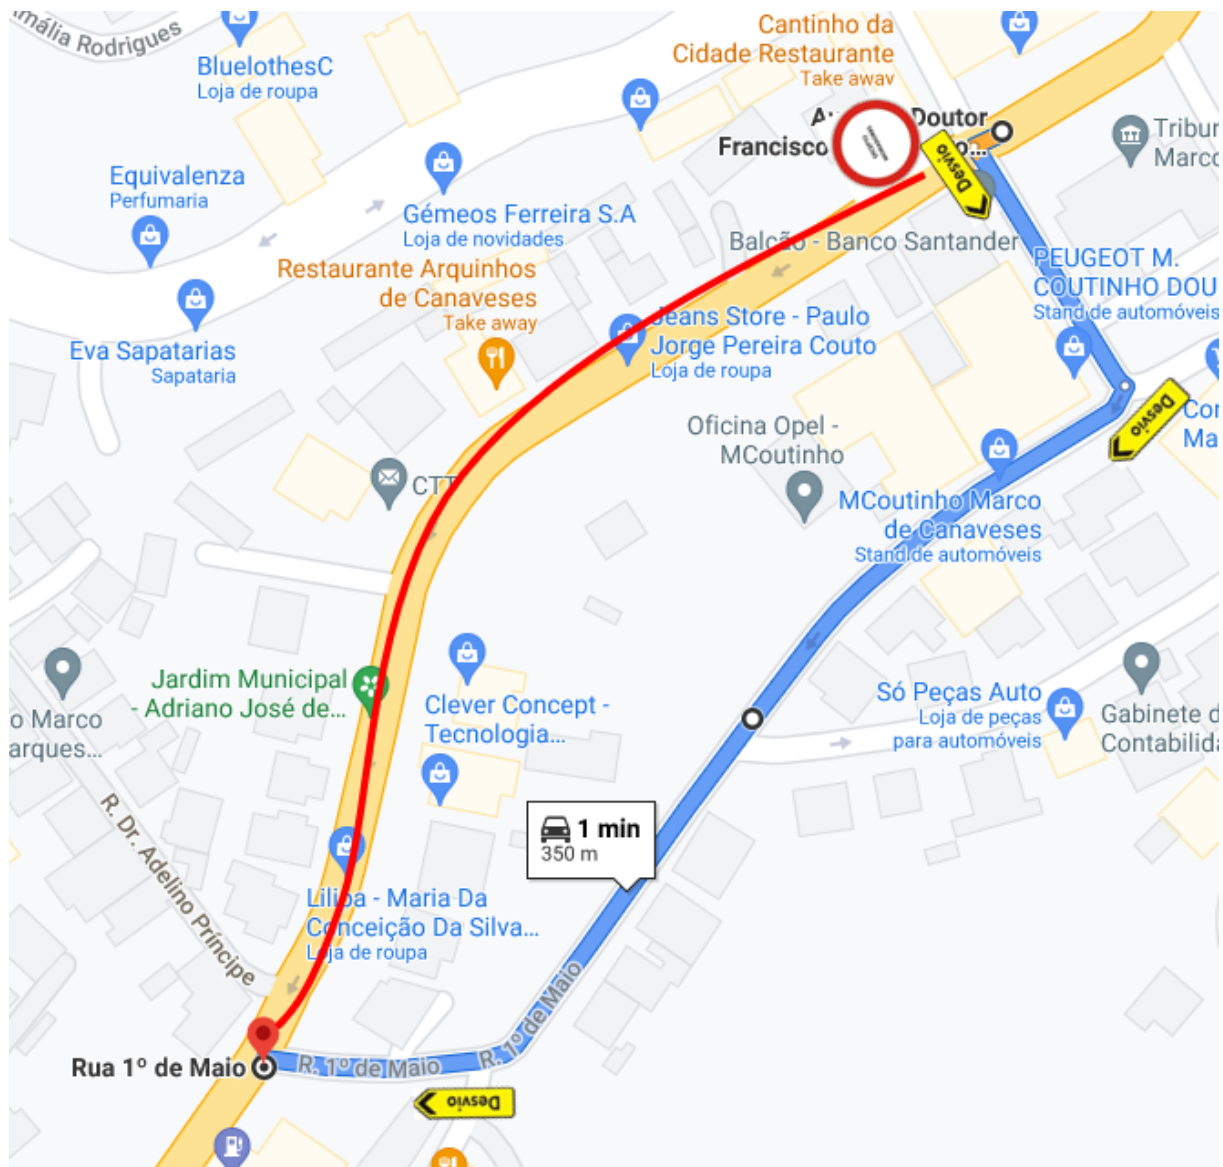 mália Rodrigues
BluelothesC
Loja de roupa
Cantinho da
Cidade Restaurante
Take away
Doutor
Francisco
Desvio
Tribun
Marco
Equivalenza
Perfumaria
Gémeos Ferreira S.A
Loja de novidades
Balcão - Banco Santander
Restaurante Arquinhos
de Canaveses
Take away
PEUGEOT M.
COUTINHO DOU
Stand de automóveis
Jeans Store - Paulo
Jorge Pereira Couto
Loja de roupa
Eva Sapatarias
Sapataria
Desvio
Cor
Ma
Oficina Opel -
MCoutinho
CTT
MCoutinho Marco
de Canaveses
Stand de automóveis
Jardim Municipal
- Adriano José de...
o Marco
arques...
Clever Concept -
Tecnologia...
Só Peças Auto
Loja de peças
para automóveis
Gabinete d
Contabilida
R. Dr. Adelino Príncipe
1 min
350 m
Liliba - Maria Da
Conceição Da Silva...
Loja de roupa
Rua 1º de Maio
R. 1º de Maio
R. 1º de Maio
Desvio